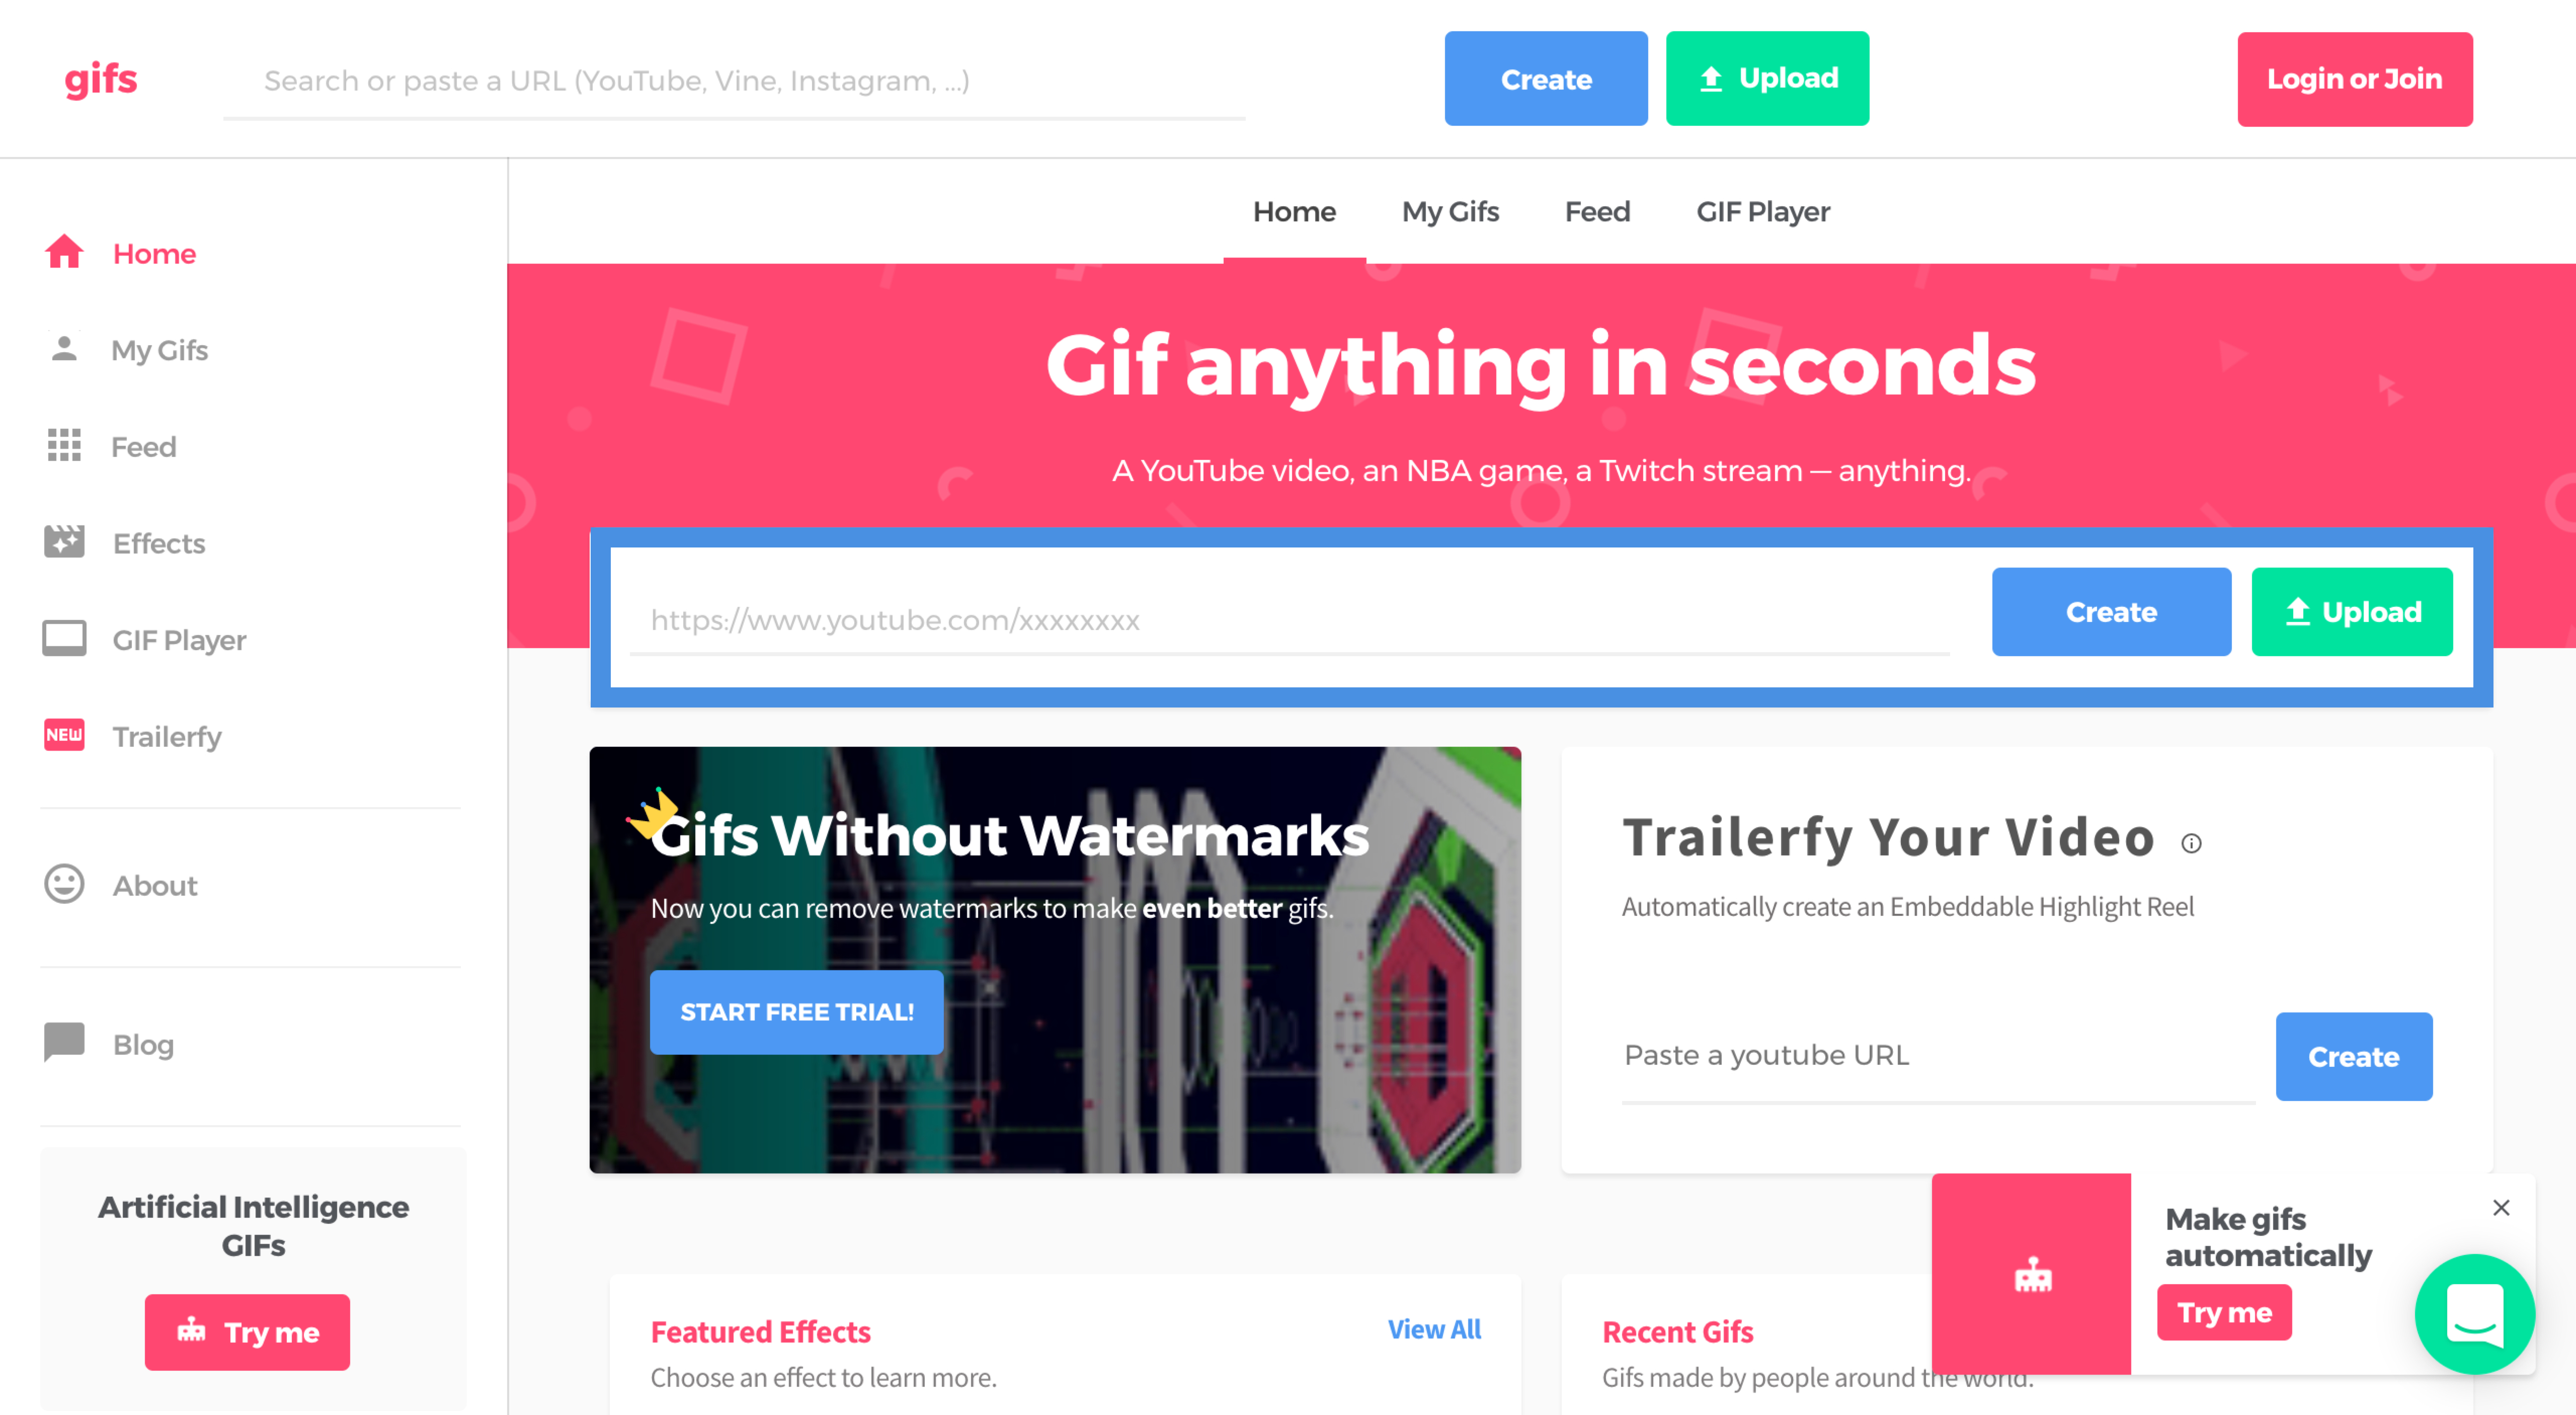 gifs
Search or paste a URL (YouTube, Vine, Instagram, ...)
Create
Upload
Login or Join
Home
My Gifs
Feed
GIF Player
Home
My Gifs
Feed
Effects
GIF Player
NEW Trailerfy
About
Blog
Artificial Intelligence
GIFs
Try me
Gif anything in seconds
A YouTube video, an NBA game, a Twitch stream — anything.
https://www.youtube.com/xxxxxxxx
Create
Upload
Gifs Without Watermarks
Now you can remove watermarks to make even better gifs.
START FREE TRIAL!
Trailerfy Your Video
Automatically create an Embeddable Highlight Reel
Paste a youtube URL
Create
Featured Effects
View All
Choose an effect to learn more.
Recent Gifs
Gifs made by people around the world.
Make gifs
automatically
Try me